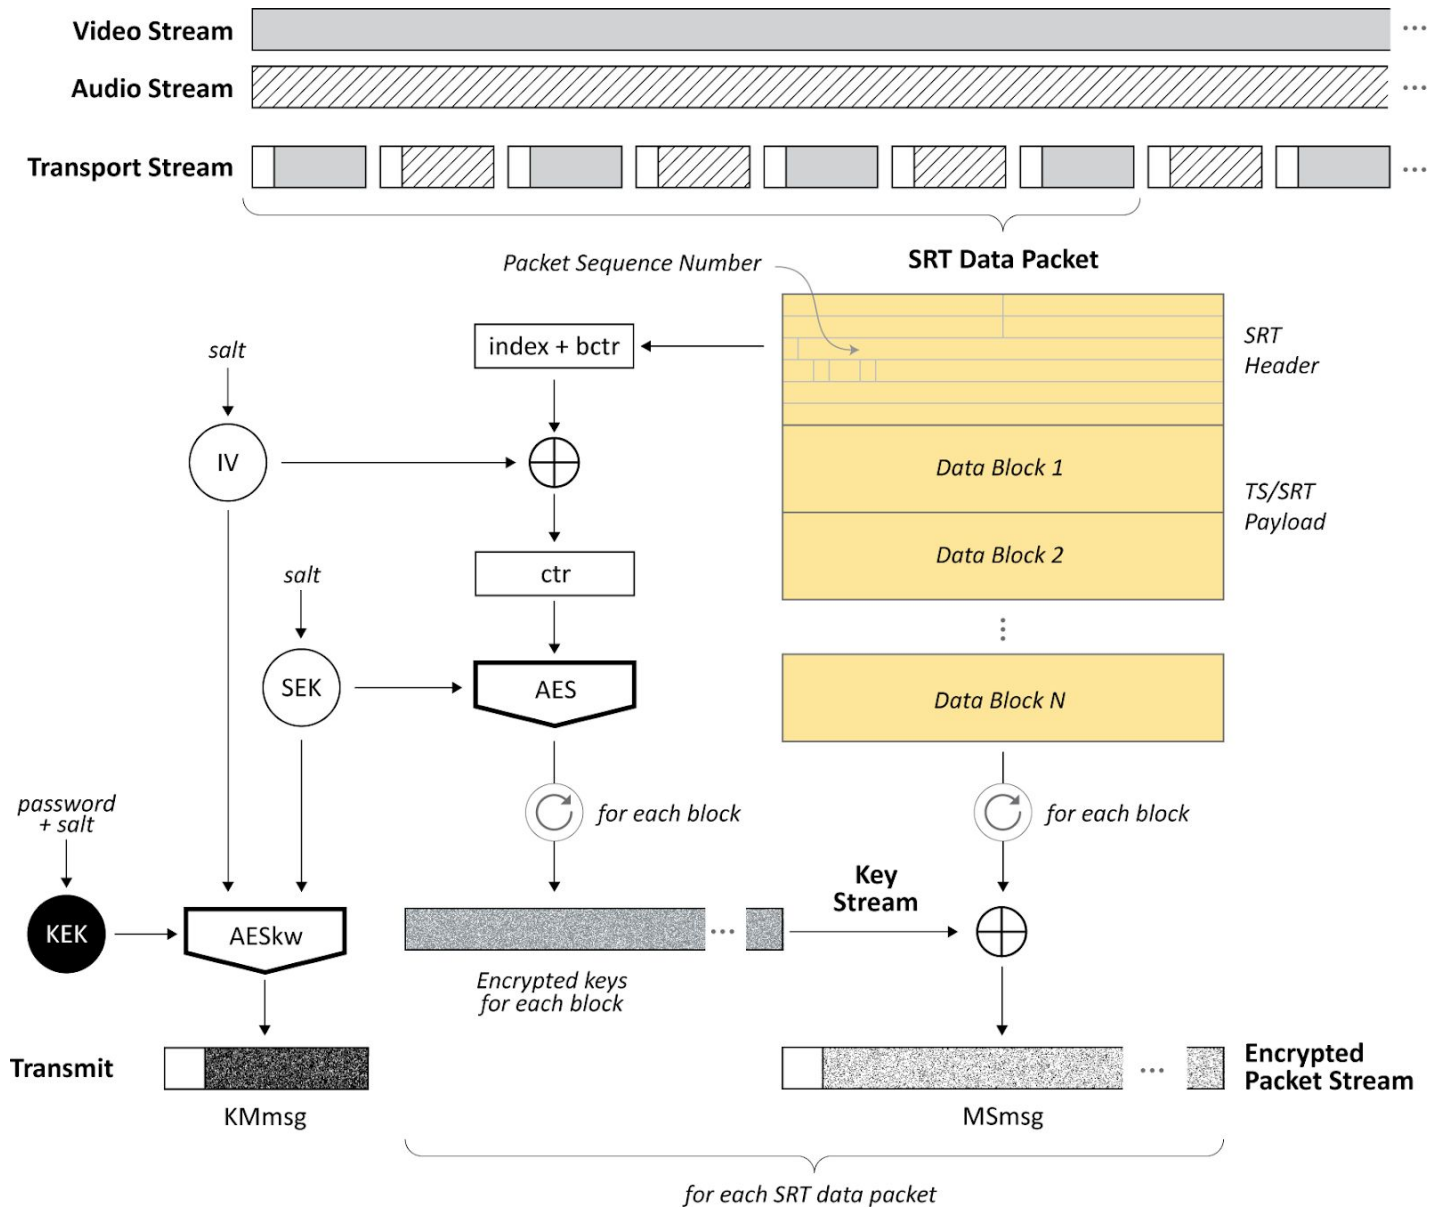 Video Stream
...
Audio Stream
...
Transport Stream
...
Packet Sequence Number
SRT Data Packet
index + bctr
SRT
Header
salt
IV
Data Block 1
TS/SRT
Payload
Data Block 2
ctr
salt
SEK
AES
Data Block N
password
+ salt
for each block
for each block
Key
Stream
KEK
AESkw
...
Encrypted keys
for each block
Transmit
...
Encrypted
Packet Stream
KMmsg
MSmsg
for each SRT data packet